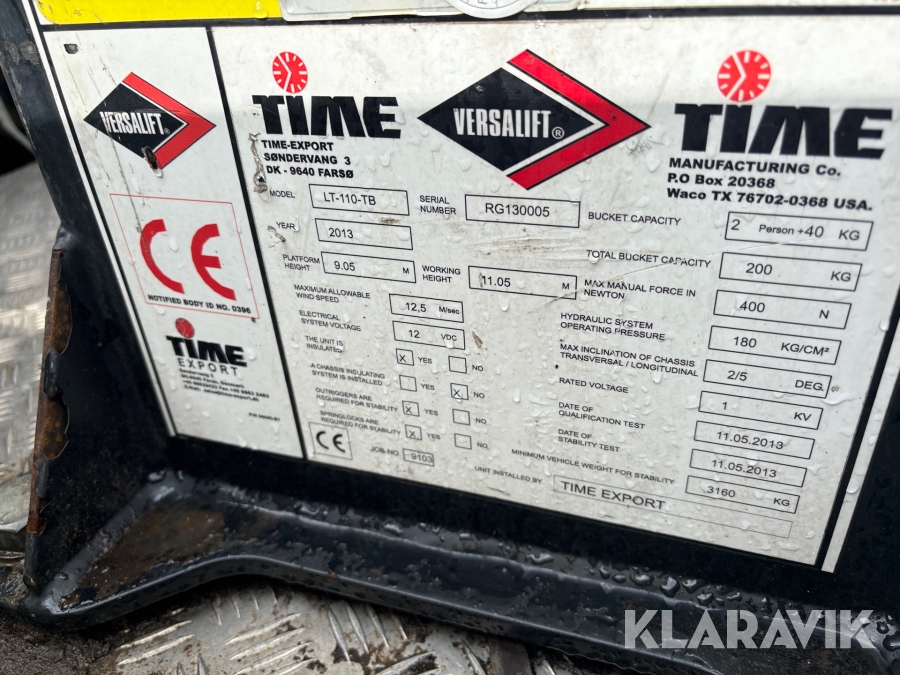 VERSALIFT
NOTIFIED BODY ID NO. 0396
TIME
EXPORT
TIME
TIME-EXPORT
SØNDERVANG 3
DK - 9640 FARSØ
VERSALIFT®
TIME
MANUFACTURING Co.
P.O Box 20368
Waco TX 76702-0368 USA.
MODEL LT-110-TB
SERIAL NUMBER RG130005
YEAR 2013
PLATFORM HEIGHT 9.05 M
WORKING HEIGHT 11.05 M
MAXIMUM ALLOWABLE WIND SPEED 12,5 M/sec
ELECTRICAL SYSTEM VOLTAGE 12 VDC
THE UNIT IS INSULATED X YES NO
A CHASSIS INSULATING SYSTEM IS INSTALLED YES X NO
OUTRIGGERS ARE REQUIRED FOR STABILITY X YES NO
SPRINGLOCKS ARE REQUIRED FOR STABILITY X YES NO
CE
JOB-NO -9103
BUCKET CAPACITY 2 Person +40 KG
TOTAL BUCKET CAPACITY 200 KG
MAX MANUAL FORCE IN NEWTON 400 N
HYDRAULIC SYSTEM OPERATING PRESSURE 180 KG/CM²
MAX INCLINATION OF CHASSIS TRANSVERSAL / LONGITUDINAL 2/5 DEG.
RATED VOLTAGE 1 KV
DATE OF QUALIFICATION TEST 11.05.2013
DATE OF STABILITY TEST 11.05.2013
MINIMUM VEHICLE WEIGHT FOR STABILITY 3160 KG
UNIT INSTALLED BY TIME EXPORT
KLARAVIK